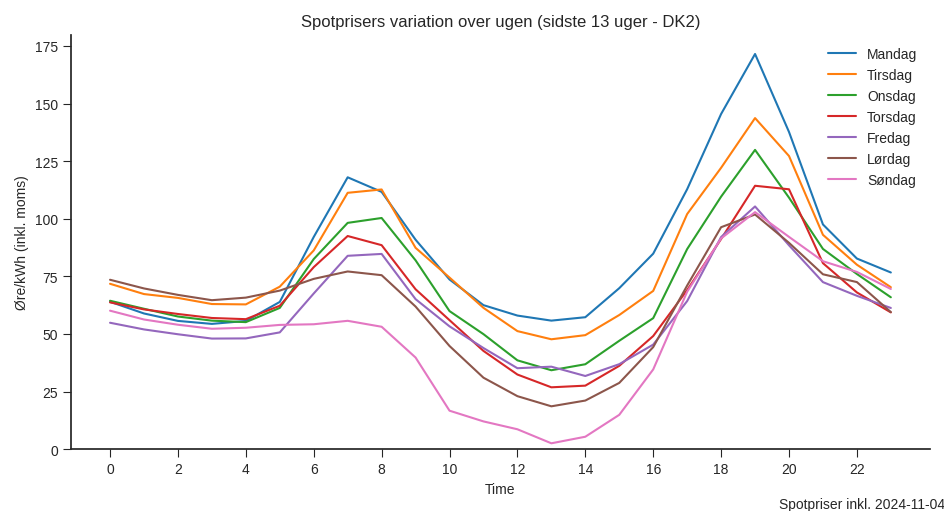 Spotprisers variation over ugen (sidste 13 uger - DK2)
Øre/kWh (inkl. moms)
175
150
125
100
75
50
25
0
0 2 4 6 8 10 12 14 16 18 20 22
Time
Mandag
Tirsdag
Onsdag
Torsdag
Fredag
Lørdag
Søndag
Spotpriser inkl. 2024-11-04